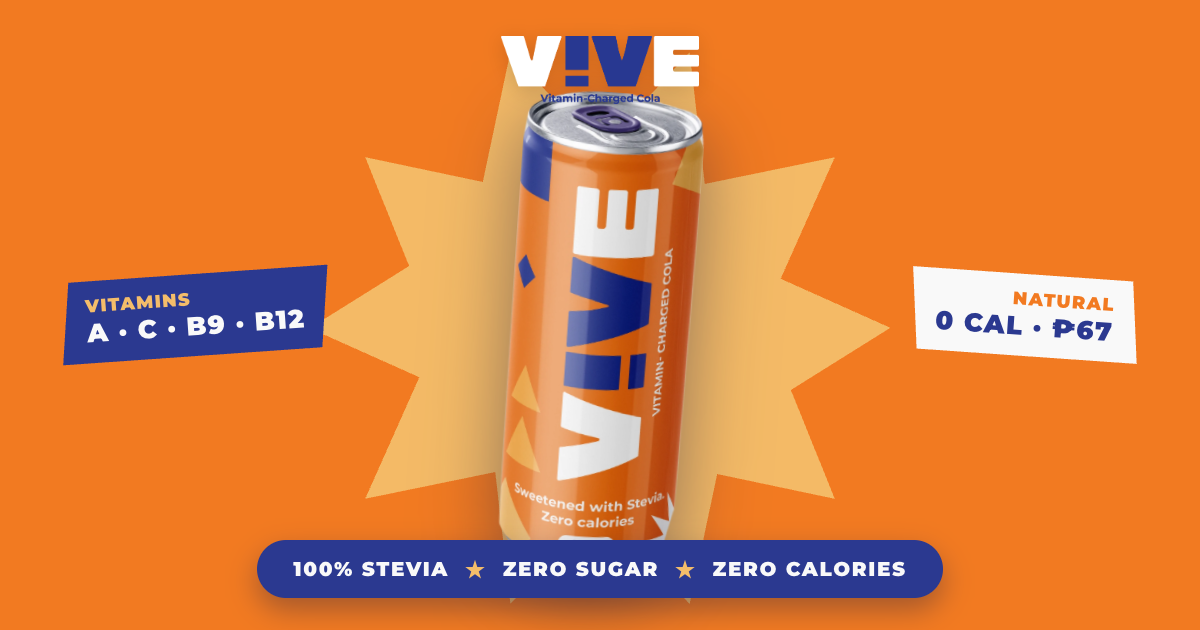 V!VE
Vitamin-Charged Cola
VITAMINS
A • C • B9 • B12
NATURAL
0 CAL • ₱67
V!VE
VITAMIN- CHARGED COLA
Sweetened with Stevia.
Zero calories
100% STEVIA ★ ZERO SUGAR ★ ZERO CALORIES